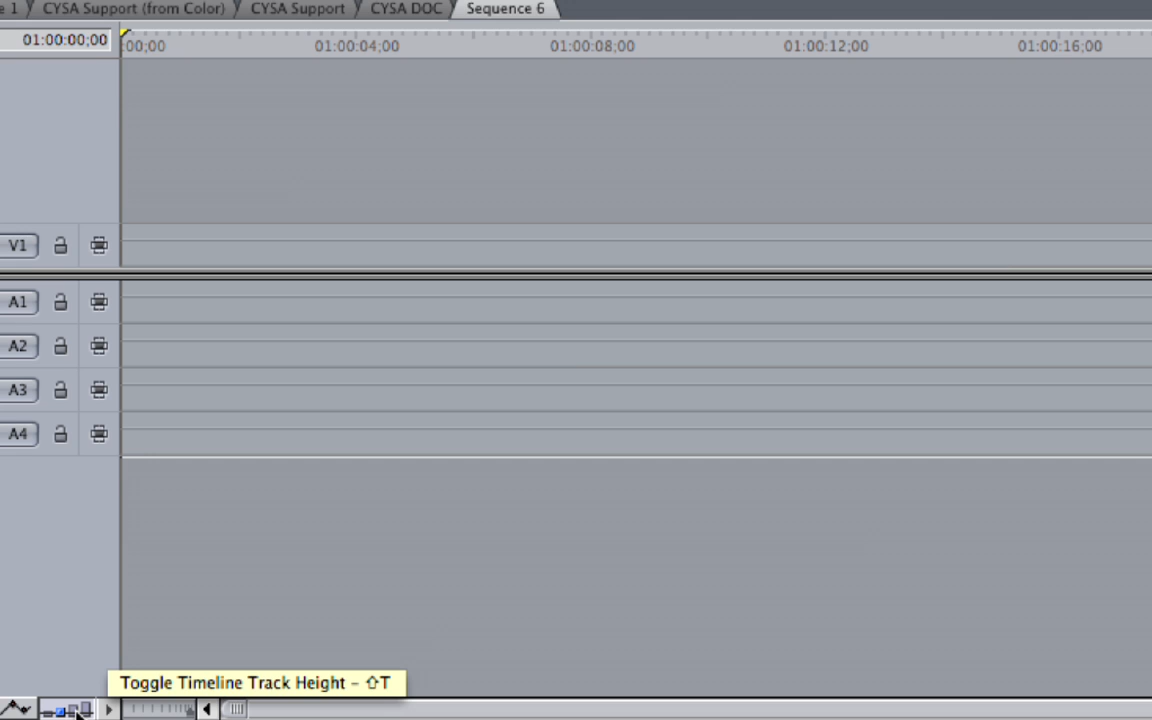 e 1 CYSA Support (from Color) CYSA Support CYSA DOC Sequence 6
01:00:00;00 :00;00 01:00:04;00 01:00:08;00 01:00:12;00 01:00:16;00
V1
A1
A2
A3
A4
Toggle Timeline Track Height – ⇧T